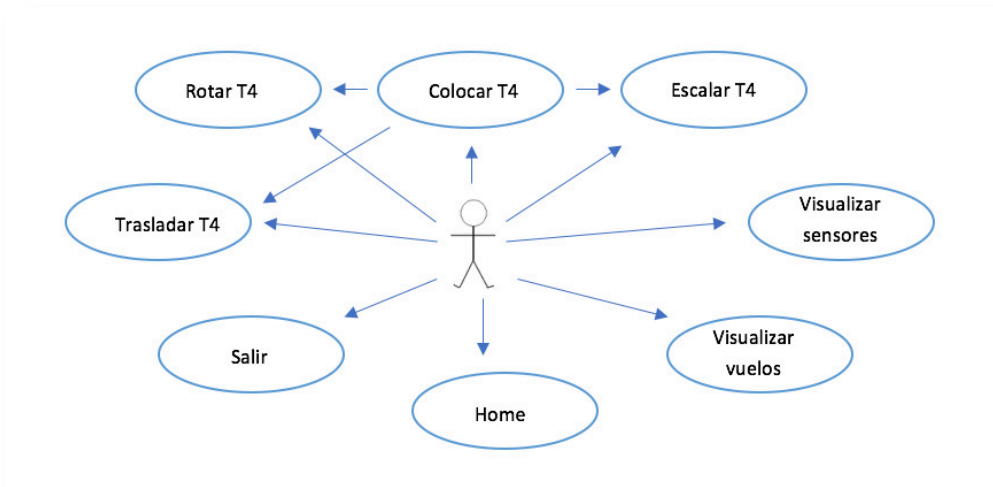 Rotar T4
Colocar T4
Escalar T4
Trasladar T4
Visualizar
sensores
Salir
Visualizar
vuelos
Home